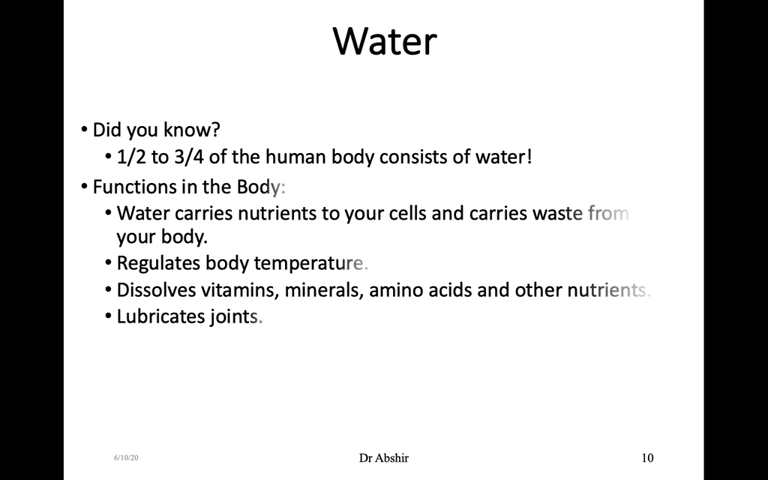 Water
• Did you know?
• 1/2 to 3/4 of the human body consists of water!
• Functions in the Body:
• Water carries nutrients to your cells and carries waste from
your body.
• Regulates body temperature.
• Dissolves vitamins, minerals, amino acids and other nutrients.
• Lubricates joints.
6/10/20
Dr Abshir
10